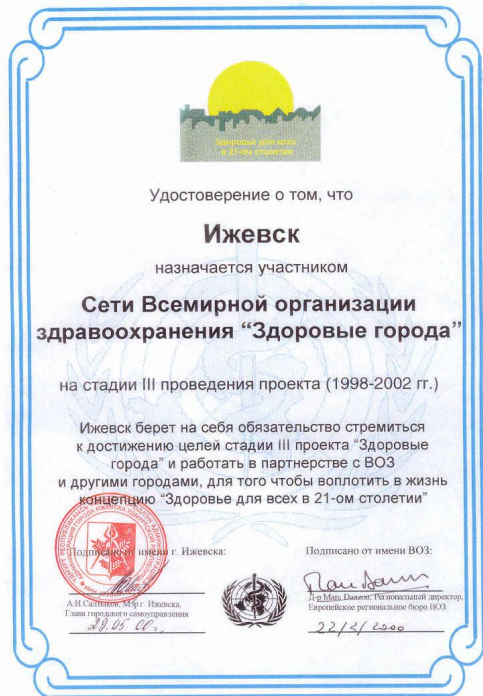 Здоровье для всех
в 21-ом столетии
Удостоверение о том, что
Ижевск
назначается участником
Сети Всемирной организации
здравоохранения “Здоровые города”
на стадии III проведения проекта (1998-2002 гг.)
Ижевск берет на себя обязательство стремиться
к достижению целей стадии III проекта “Здоровые
города” и работать в партнерстве с ВОЗ
и другими городами, для того чтобы воплотить в жизнь
концепцию “Здоровье для всех в 21-ом столетии”
Подписано от имени г. Ижевска:
А.И.Салтыков, Мэр г. Ижевска,
Глава городского самоуправления
29.05.00г.
Подписано от имени ВОЗ:
Д-р Marc Danzon, Региональный директор,
Европейское региональное бюро ВОЗ
22/2/2000